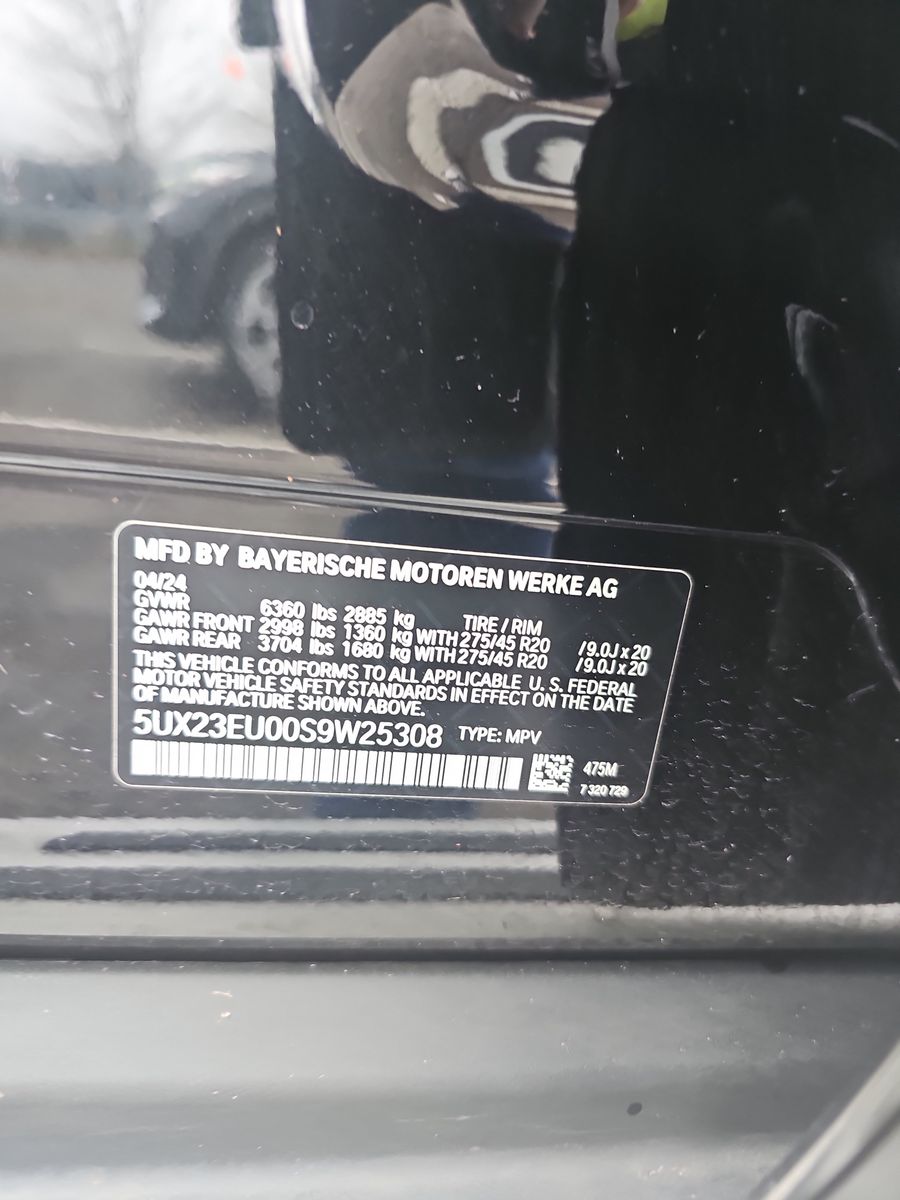 MFD BY BAYERISCHE MOTOREN WERKE AG
04/24
GVWR 6360 lbs 2885 kg TIRE / RIM
GAWR FRONT 2998 lbs 1360 kg WITH 275/45 R20 /9.0J x 20
GAWR REAR 3704 lbs 1680 kg WITH 275/45 R20 /9.0J x 20
THIS VEHICLE CONFORMS TO ALL APPLICABLE U. S. FEDERAL
MOTOR VEHICLE SAFETY STANDARDS IN EFFECT ON THE DATE
OF MANUFACTURE SHOWN ABOVE.
5UX23EU00S9W25308 TYPE: MPV
475M
7 320 729